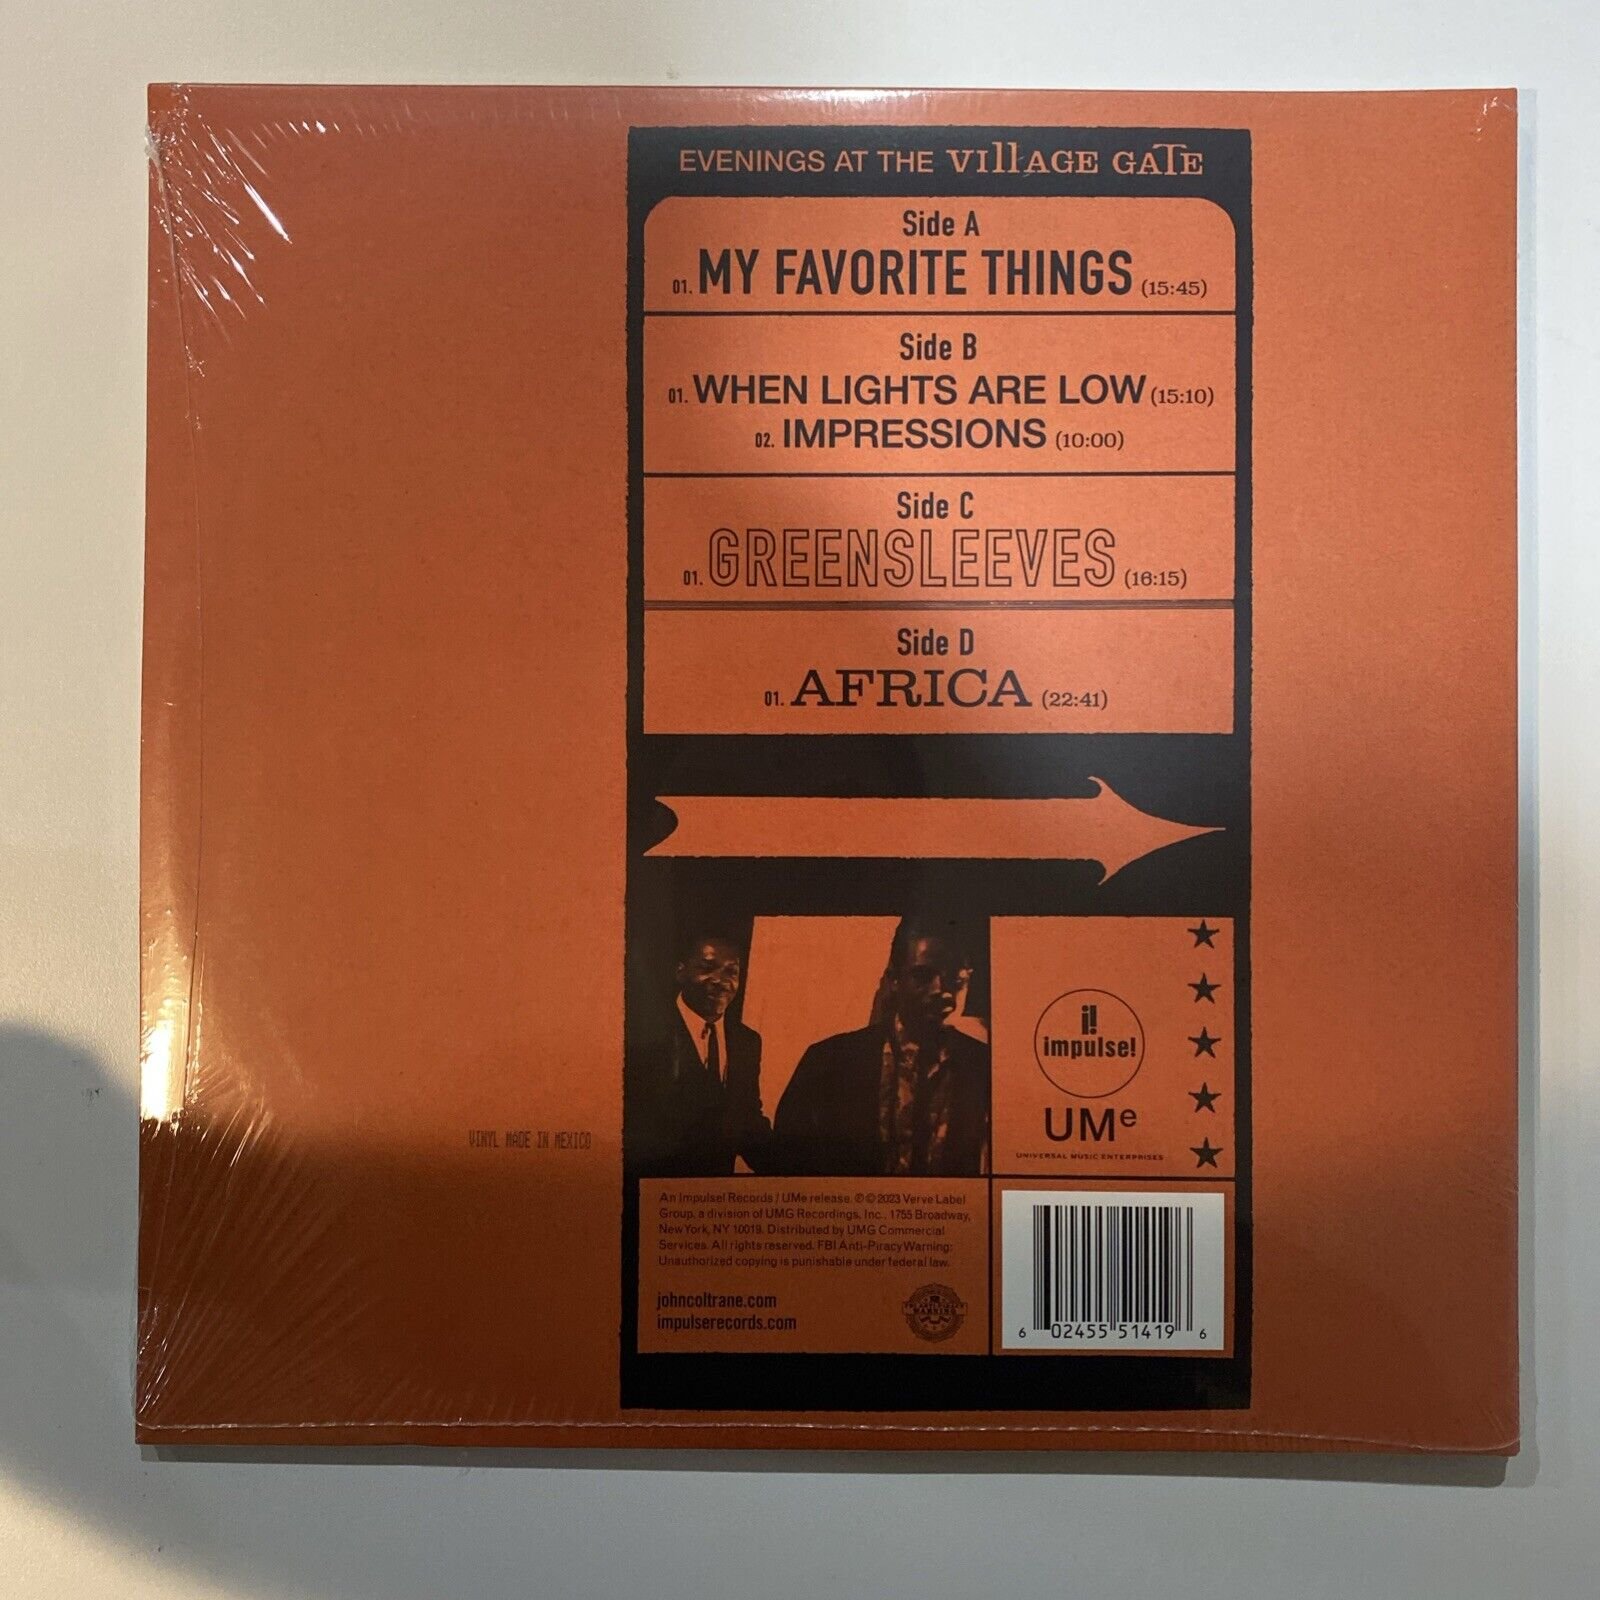 EVENINGS AT THE VillAGE GATE
Side A
01. MY FAVORITE THINGS (15:45)
Side B
01. WHEN LIGHTS ARE LOW (15:10)
02. IMPRESSIONS (10:00)
Side C
01. GREENSLEEVES (16:15)
Side D
01. AFRICA (22:41)
i!
impulse!
UMe
UNIVERSAL MUSIC ENTERPRISES
VINYL MADE IN MEXICO
An Impulse! Records / UMe release. ℗ © 2023 Verve Label
Group, a division of UMG Recordings, Inc., 1755 Broadway,
New York, NY 10019. Distributed by UMG Commercial
Services. All rights reserved. FBI Anti-Piracy Warning:
Unauthorized copying is punishable under federal law.
johncoltrane.com
impulserecords.com
6 02455 51419 6